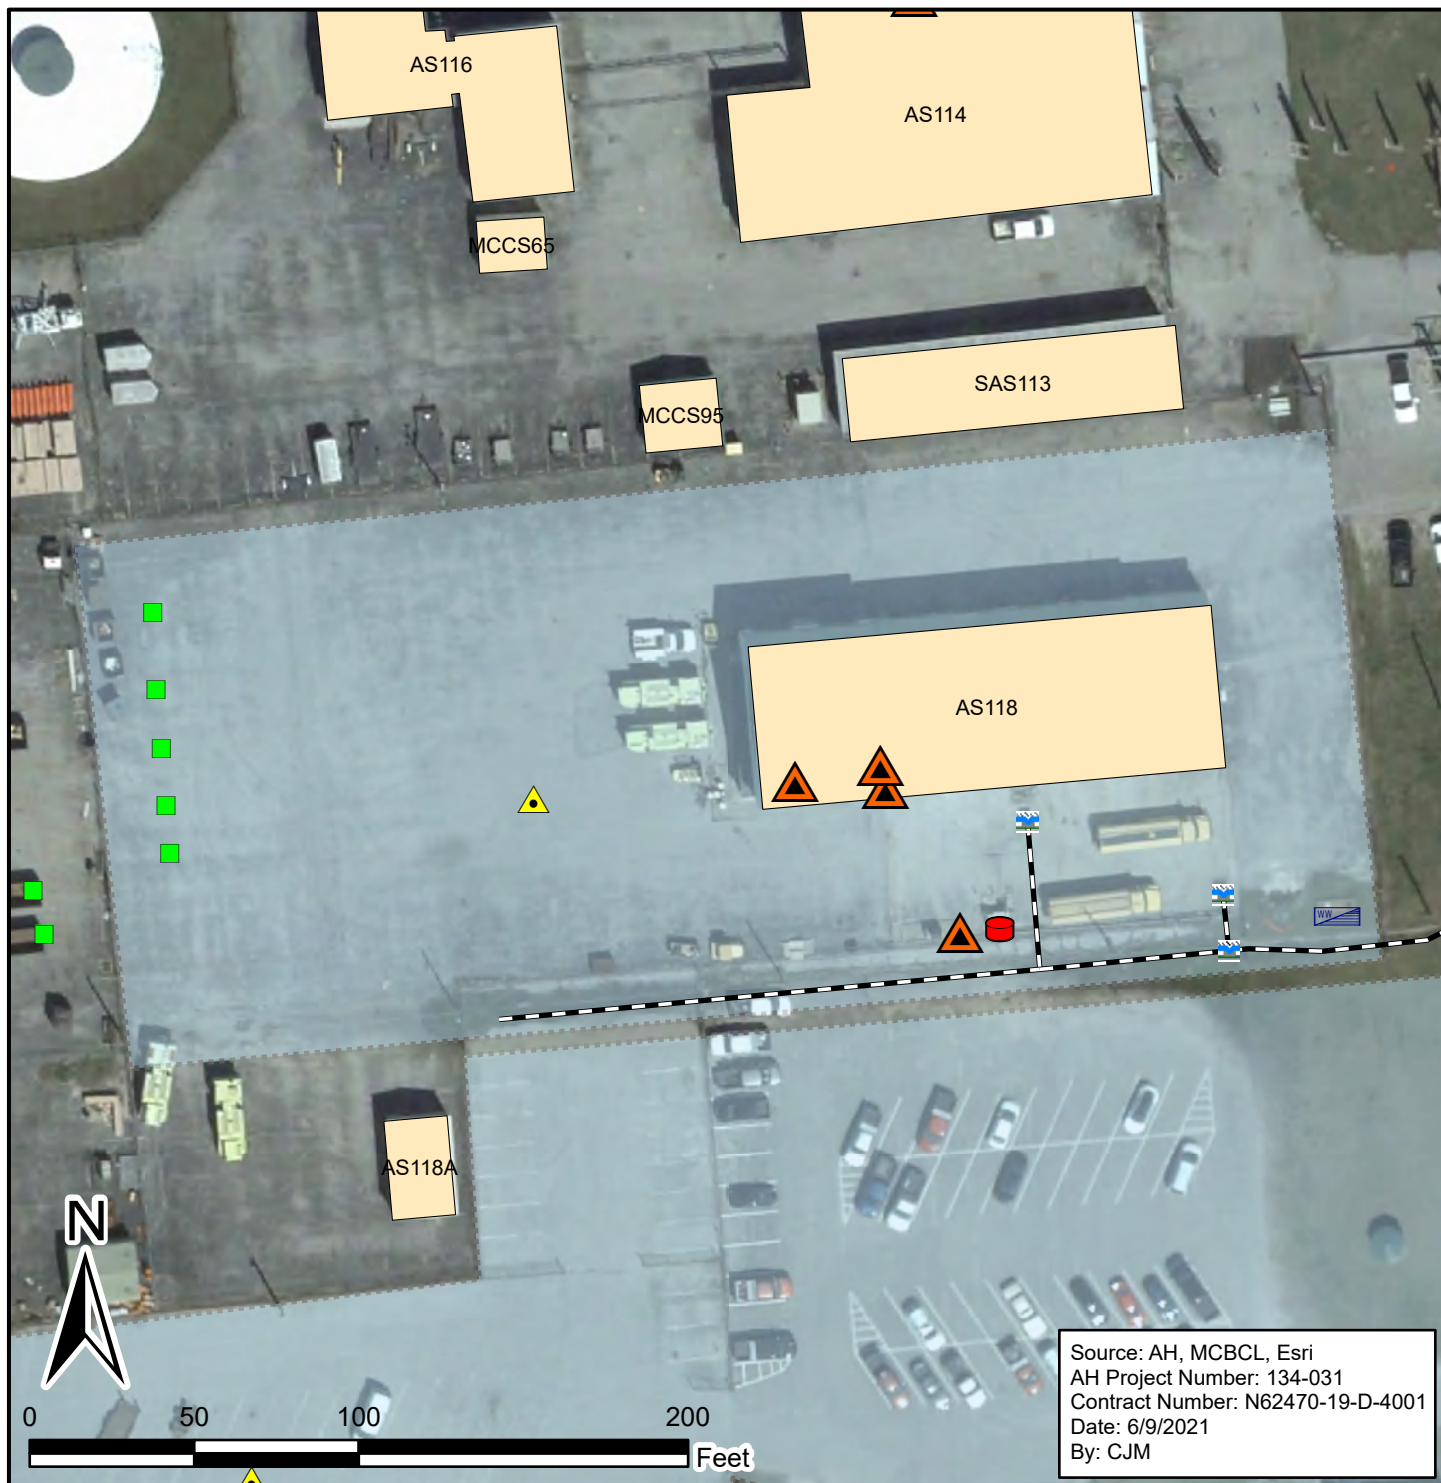 AS116
AS114
MCCS65
SAS113
MCCS95
AS118
WW
AS118A
N
0 50 100 200
Feet
Source: AH, MCBCL, Esri
AH Project Number: 134-031
Contract Number: N62470-19-D-4001
Date: 6/9/2021
By: CJM